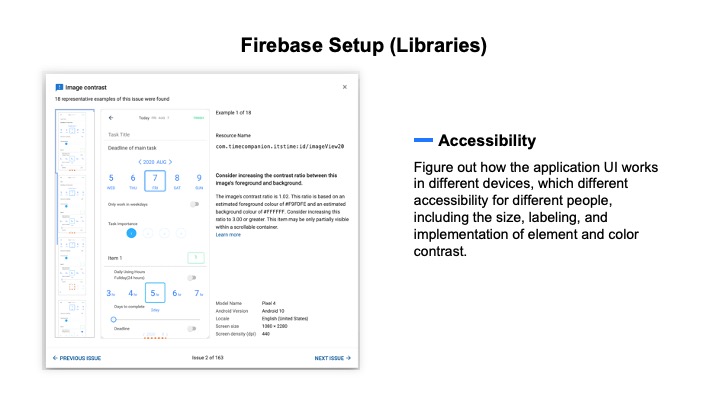 Firebase Setup (Libraries)
Image contrast
18 representative examples of this issue were found
Today
Task Title
Deadline of main task
2020 AUG
5 6 7 8 9
WED THU FRI SAT SUN
Only work in weekdays
Task Importance
Item 1
Daily Using Hours
Fullday(24 hours)
3 hr 4 hr 5 hr 6 hr 7 hr
Days to complete
2day
Deadline
Example 1 of 18
Resource Name
com.timecompanion.itstime:id/imageView20
Consider increasing the contrast ratio between this
image's foreground and background.
The image's contrast ratio is 1.02. This ratio is based on an
estimated foreground colour of #F9FDFD and an estimated
background colour of #FFFFFF. Consider increasing this
ratio to 3.00 or greater. This item may be only partially visible
within a scrollable container.
Learn more
Model Name Pixel 4
Android Version Android 10
Locale English (United States)
Screen size 1080 × 2280
Screen density (dpi) 440
PREVIOUS ISSUE
Issue 2 of 163
NEXT ISSUE
Accessibility
Figure out how the application UI works
in different devices, which different
accessibility for different people,
including the size, labeling, and
implementation of element and color
contrast.